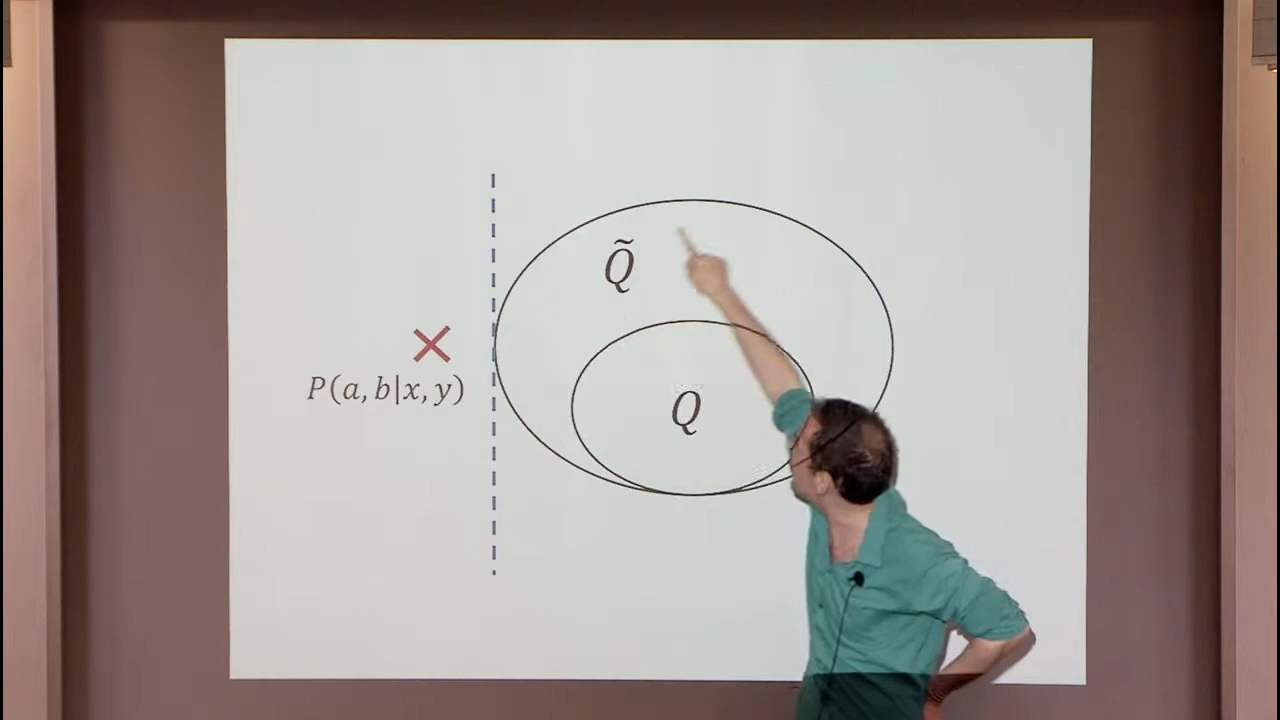 Q̃
P(a, b|x, y)
Q